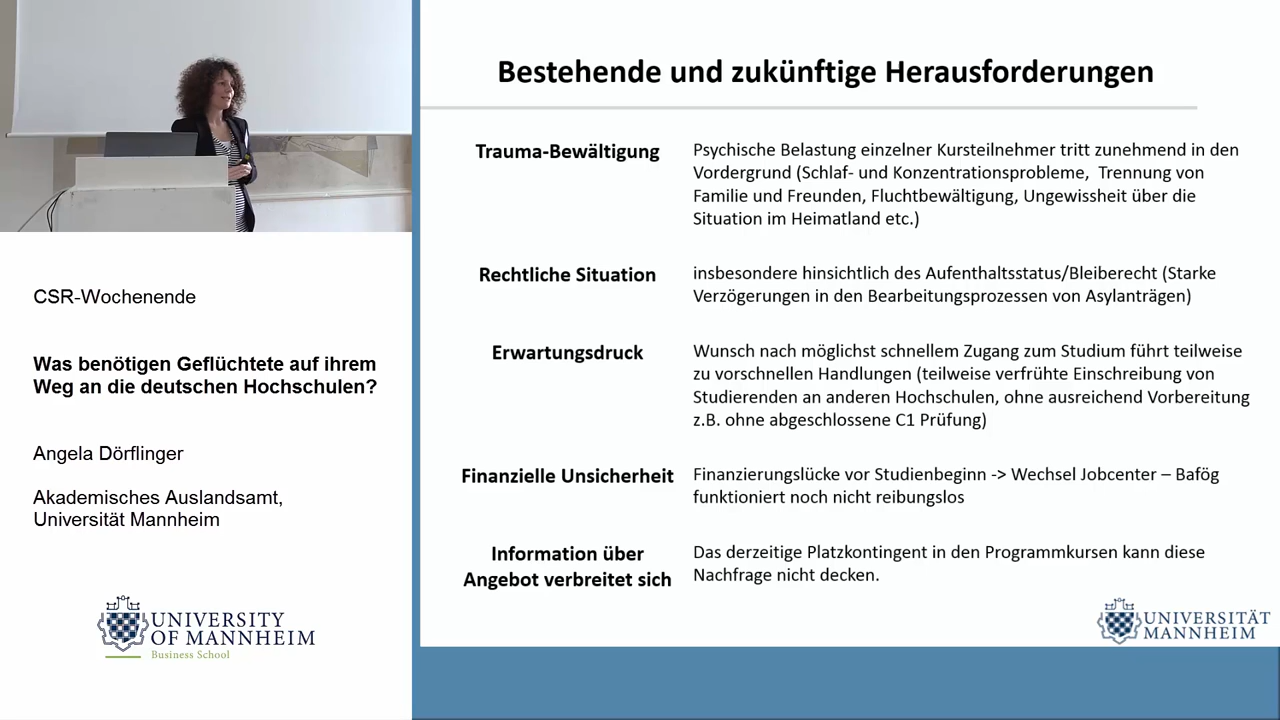 CSR-Wochenende
Was benötigen Geflüchtete auf ihrem
Weg an die deutschen Hochschulen?
Angela Dörflinger
Akademisches Auslandsamt,
Universität Mannheim
UNIVERSITY
OF MANNHEIM
Business School
Bestehende und zukünftige Herausforderungen
Trauma-Bewältigung
Psychische Belastung einzelner Kursteilnehmer tritt zunehmend in den
Vordergrund (Schlaf- und Konzentrationsprobleme, Trennung von
Familie und Freunden, Fluchtbewältigung, Ungewissheit über die
Situation im Heimatland etc.)
Rechtliche Situation
insbesondere hinsichtlich des Aufenthaltsstatus/Bleiberecht (Starke
Verzögerungen in den Bearbeitungsprozessen von Asylanträgen)
Erwartungsdruck
Wunsch nach möglichst schnellem Zugang zum Studium führt teilweise
zu vorschnellen Handlungen (teilweise verfrühte Einschreibung von
Studierenden an anderen Hochschulen, ohne ausreichend Vorbereitung
z.B. ohne abgeschlossene C1 Prüfung)
Finanzielle Unsicherheit
Finanzierungslücke vor Studienbeginn -> Wechsel Jobcenter – Bafög
funktioniert noch nicht reibungslos
Information über
Angebot verbreitet sich
Das derzeitige Platzkontingent in den Programmkursen kann diese
Nachfrage nicht decken.
UNIVERSITÄT
MANNHEIM